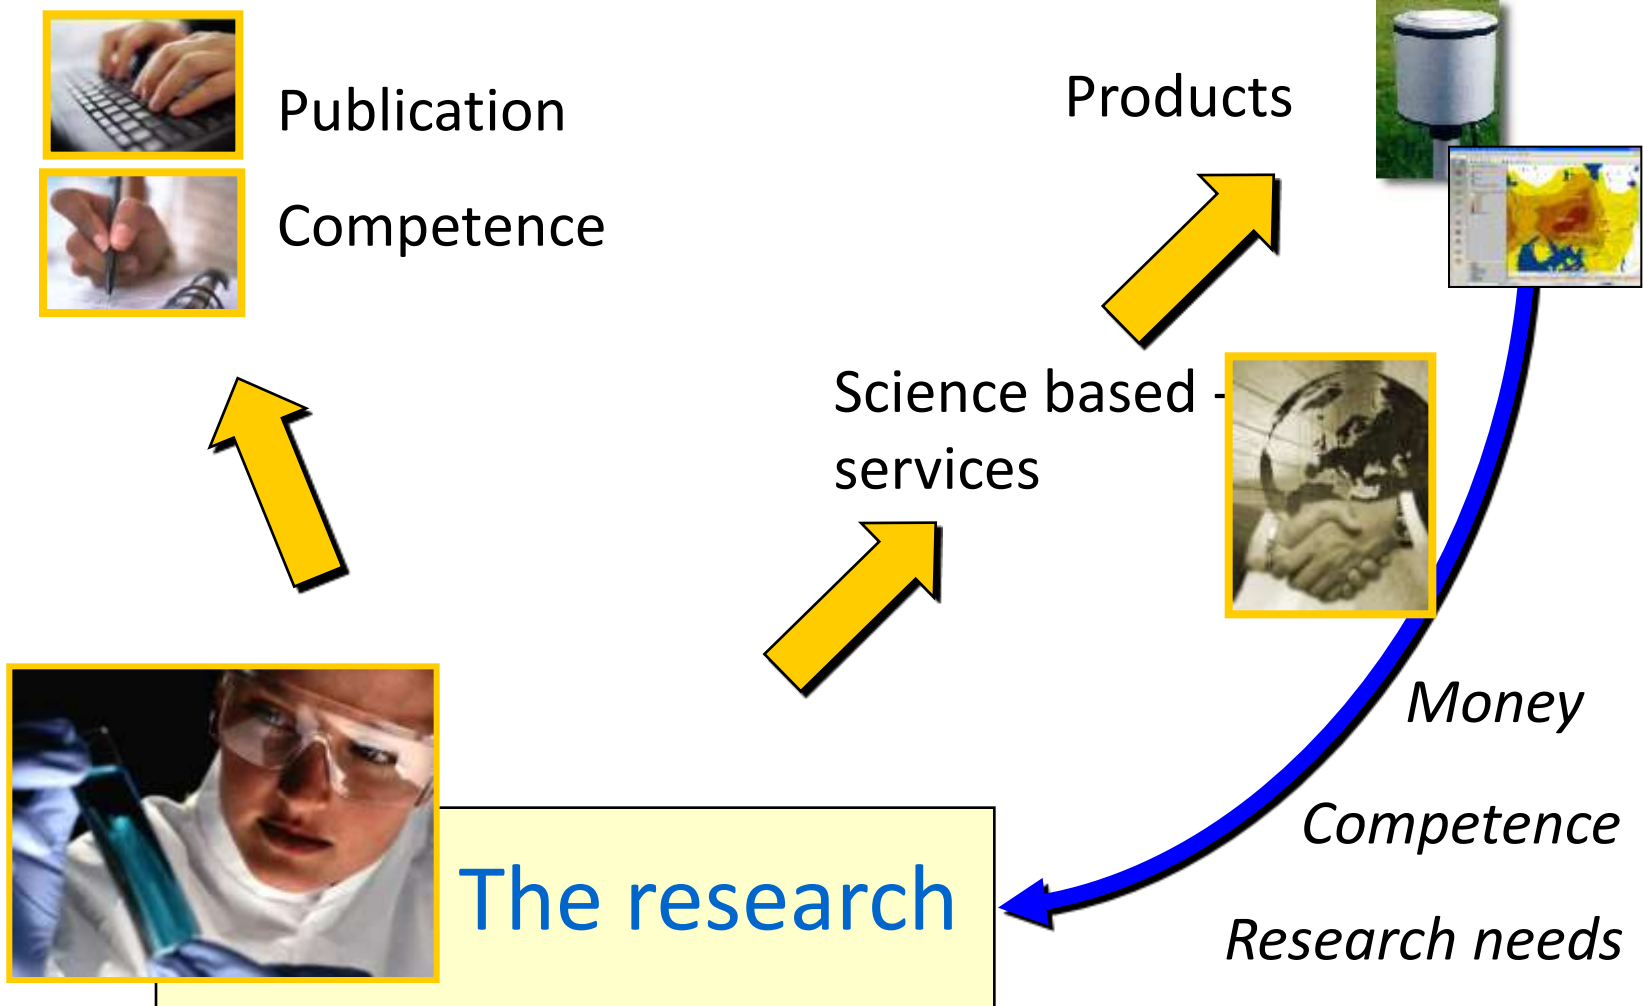 Publication
Competence
Products
Science based -
services
Money
Competence
Research needs
The research